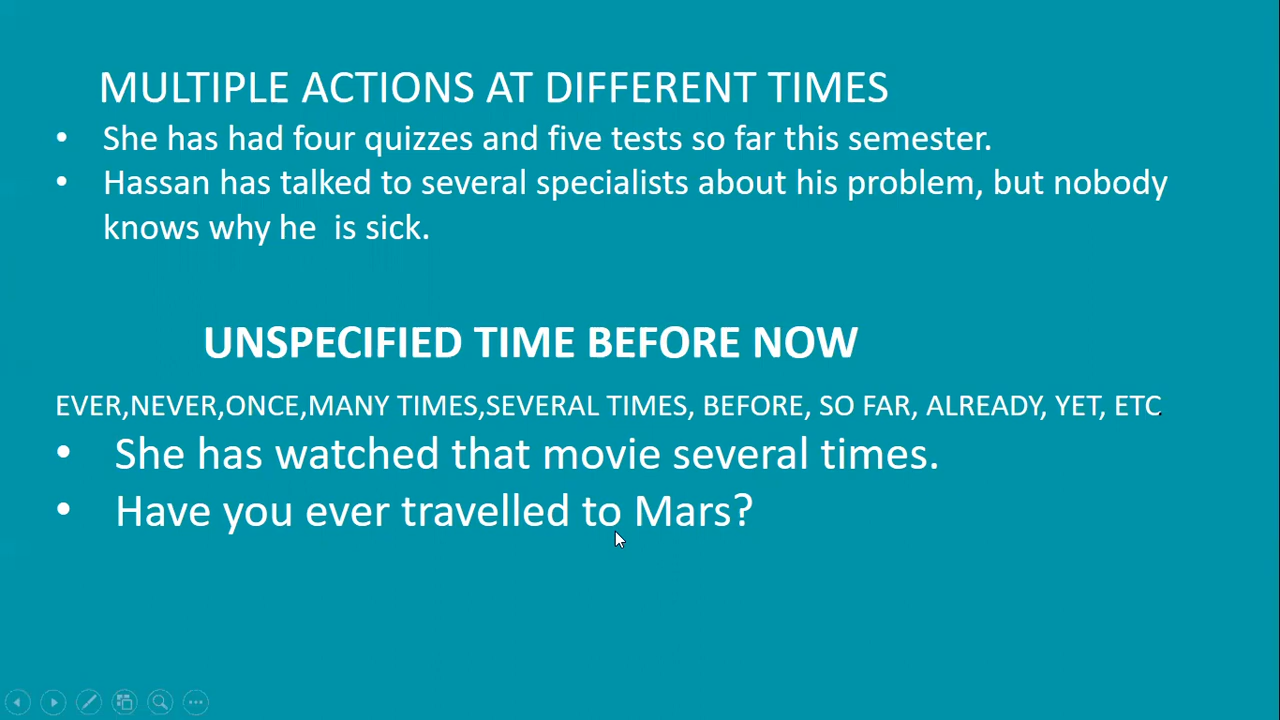 MULTIPLE ACTIONS AT DIFFERENT TIMES
• She has had four quizzes and five tests so far this semester.
• Hassan has talked to several specialists about his problem, but nobody
knows why he  is sick.
UNSPECIFIED TIME BEFORE NOW
EVER,NEVER,ONCE,MANY TIMES,SEVERAL TIMES, BEFORE, SO FAR, ALREADY, YET, ETC.
• She has watched that movie several times.
• Have you ever travelled to Mars?